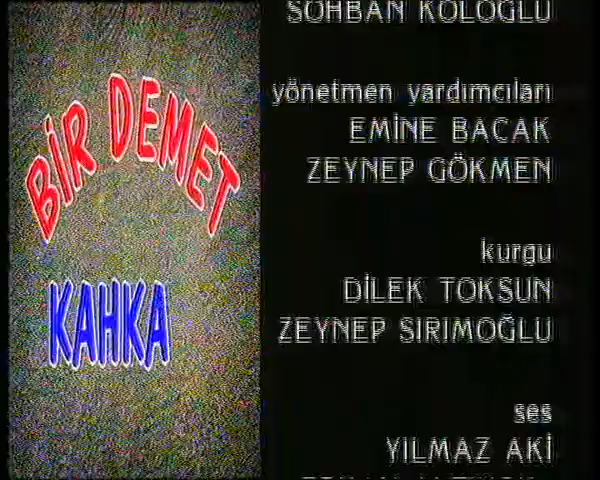 BİR DEMET
KAHKA
SOHBAN KOLOĞLU
yönetmen yardımcıları
EMİNE BACAK
ZEYNEP GÖKMEN
kurgu
DİLEK TOKSUN
ZEYNEP SIRIMOĞLU
ses
YILMAZ AKİ